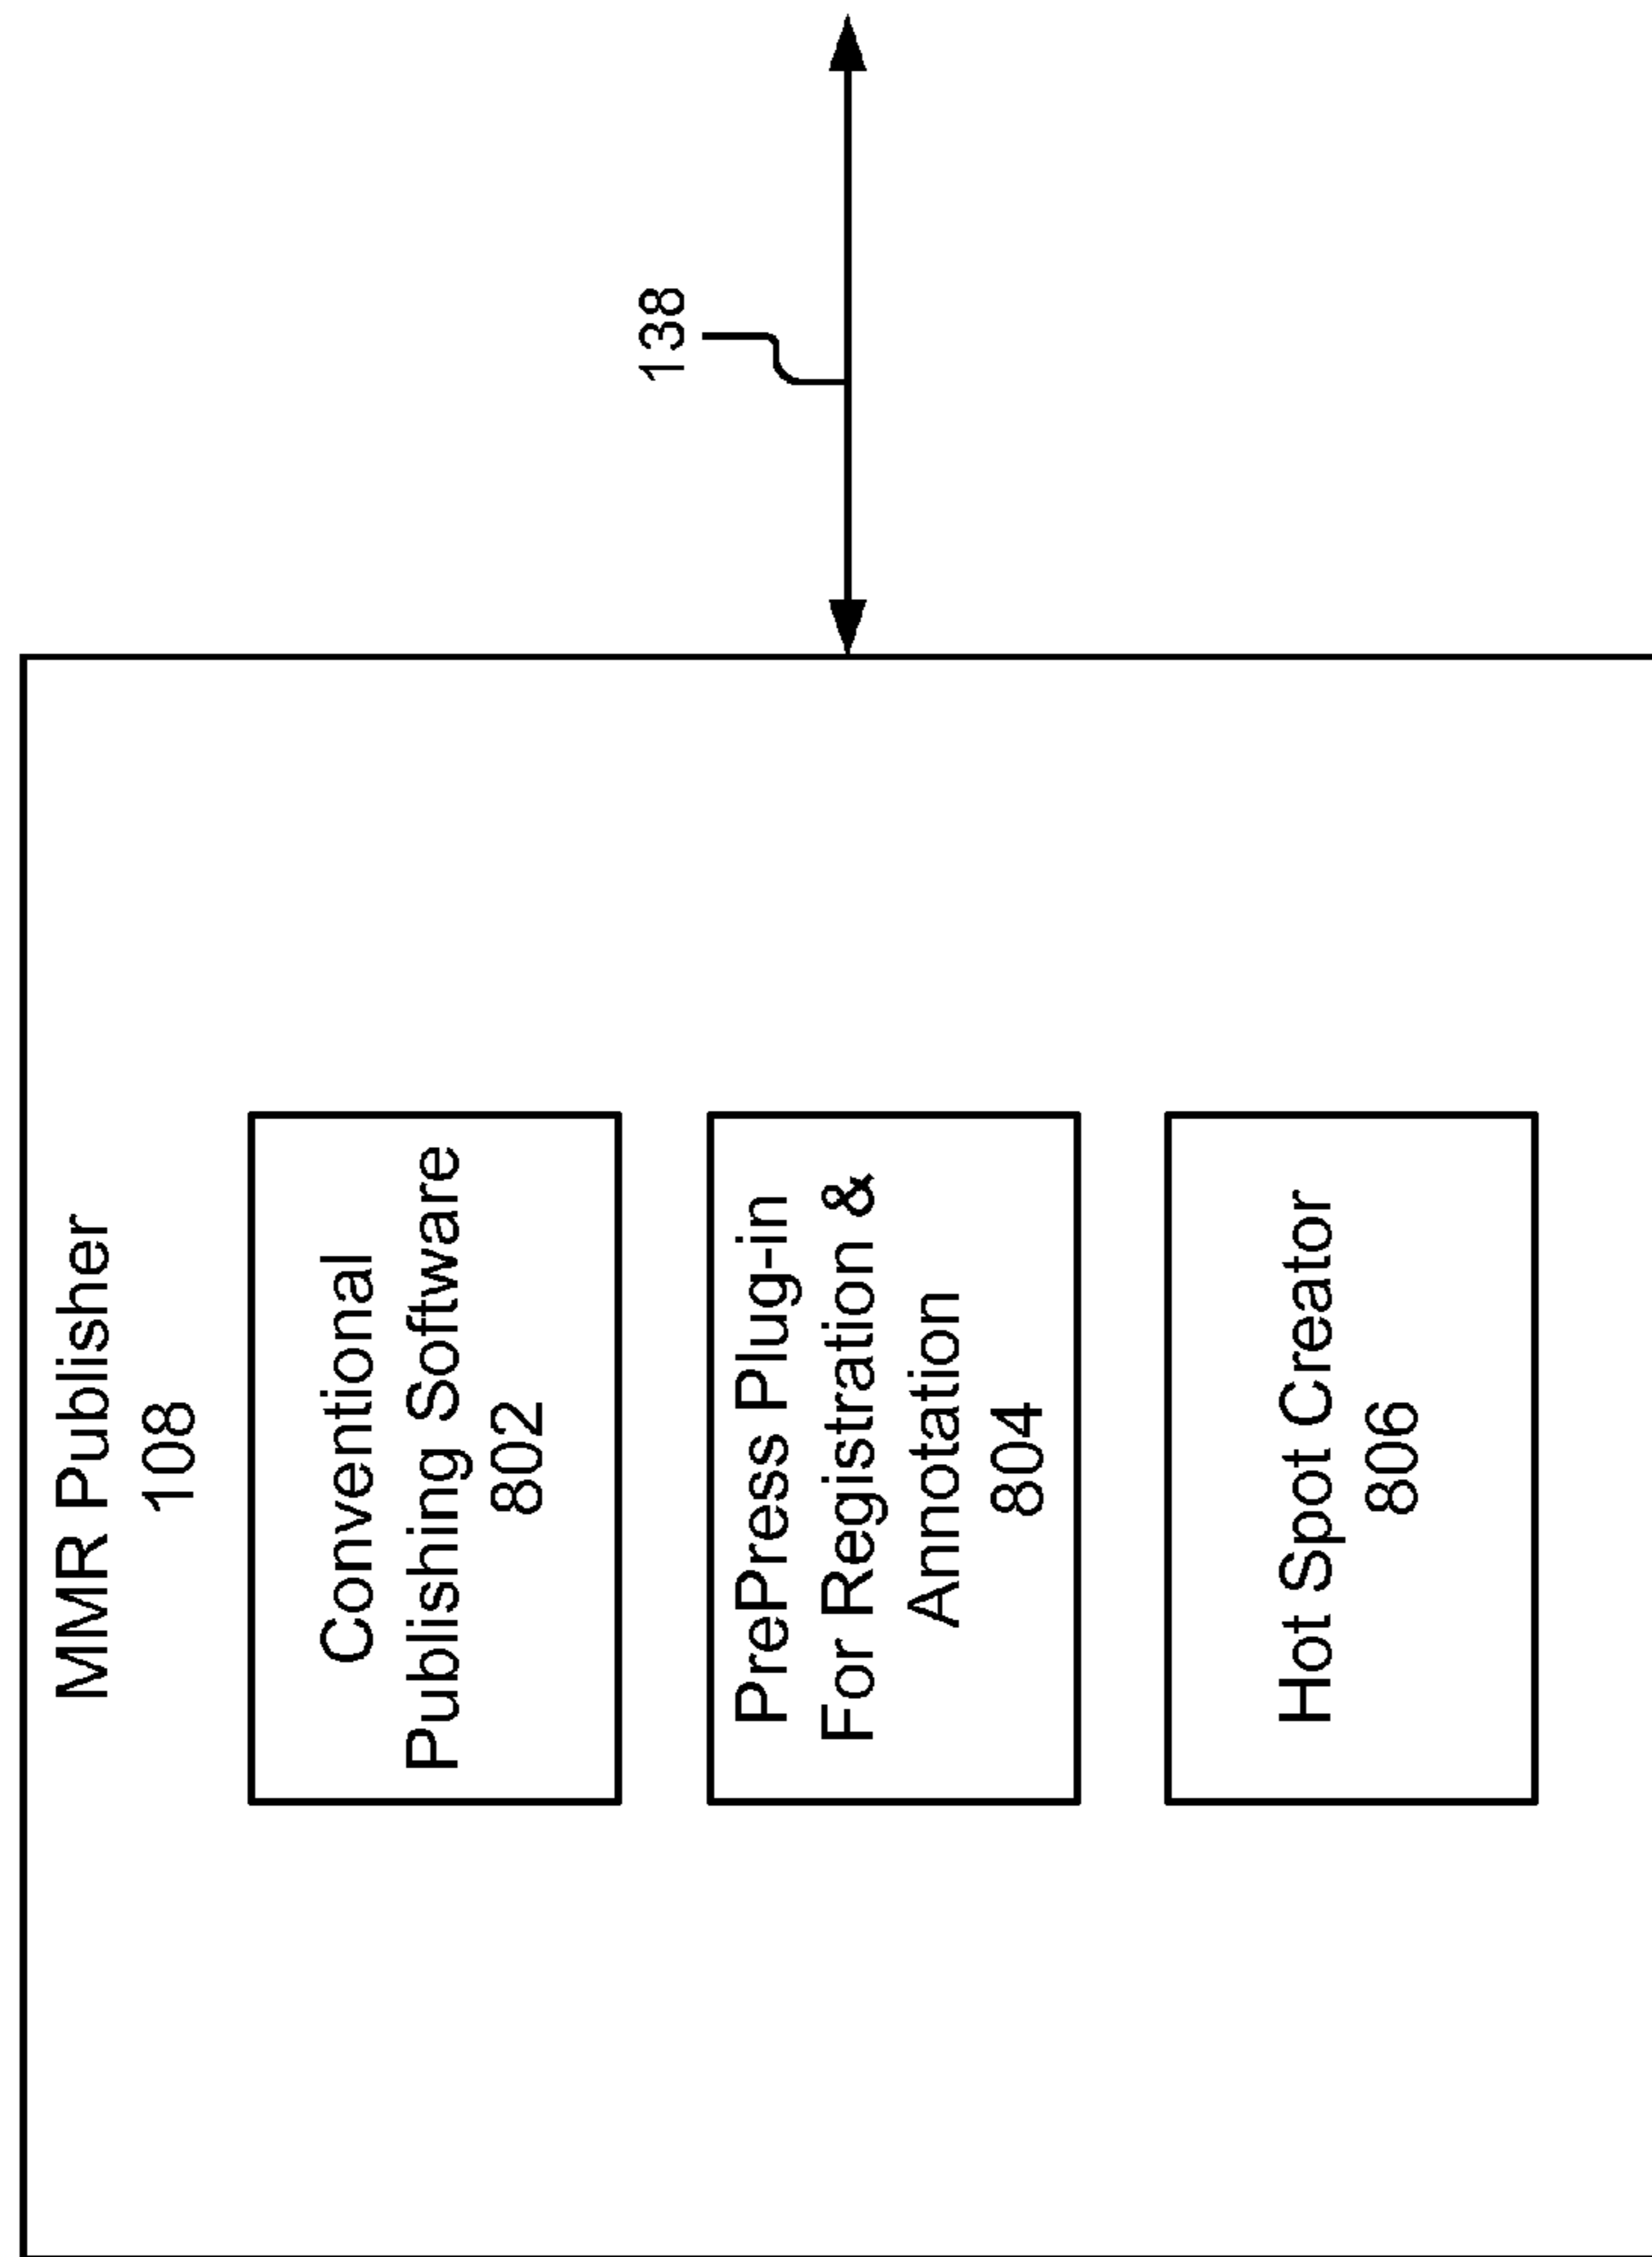 MMR Publisher
108
Conventional
Publishing Software
802
PrePress Plug-in
For Registration &
Annotation
804
Hot Spot Creator
806
138